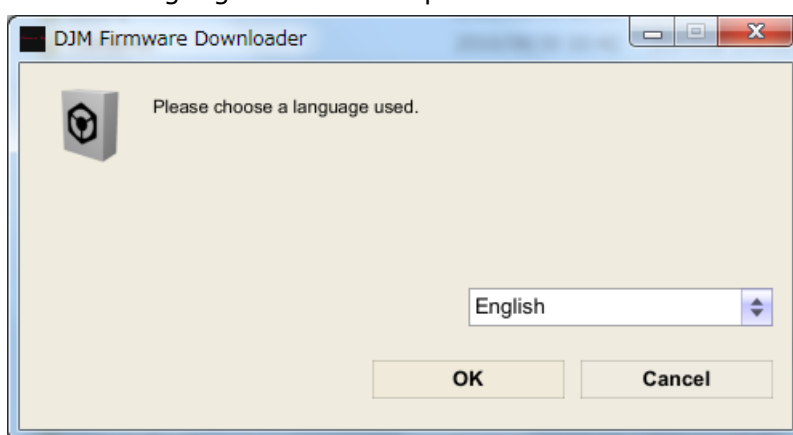 DJM Firmware Downloader
Please choose a language used.
English
OK
Cancel